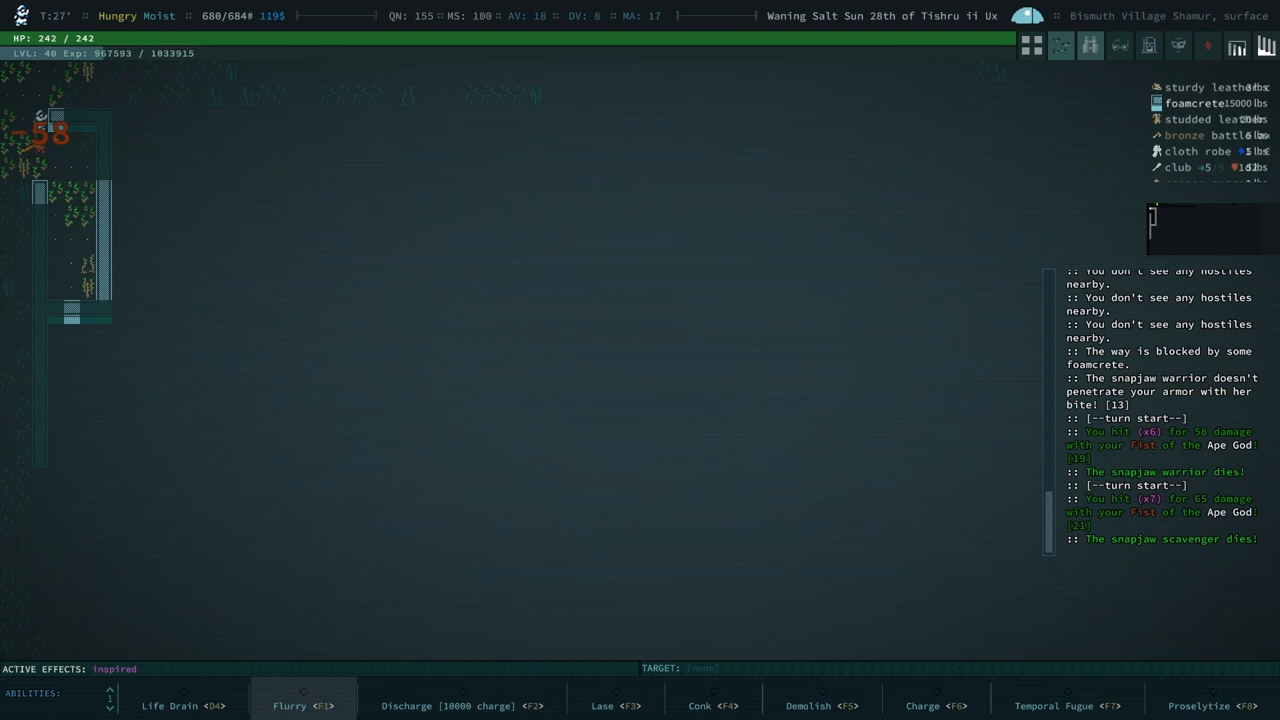 T:27° :: Hungry Moist :: 680/684# 119$ :: QN: 155 :: MS: 100 :: AV: 18 :: DV: 8 :: MA: 17 Waning Salt Sun 28th of Tishru ii Ux :: Bismuth Village Shamur, surface
HP: 242 / 242
LVL: 40 Exp: 967593 / 1033915
-58
sturdy leather
foamcrete 15000 lbs
studded leather
bronze battle
cloth robe
club →5
:: You don't see any hostiles
nearby.
:: You don't see any hostiles
nearby.
:: You don't see any hostiles
nearby.
:: The way is blocked by some
foamcrete.
:: The snapjaw warrior doesn't
penetrate your armor with her
bite! [13]
:: [--turn start--]
:: You hit (x6) for 58 damage
with your Fist of the Ape God!
[19]
:: The snapjaw warrior dies!
:: [--turn start--]
:: You hit (x7) for 65 damage
with your Fist of the Ape God!
[21]
:: The snapjaw scavenger dies!
ACTIVE EFFECTS: inspired
TARGET: [none]
ABILITIES: 1 Life Drain <D4> Flurry <F1> Discharge [10000 charge] <F2> Lase <F3> Conk <F4> Demolish <F5> Charge <F6> Temporal Fugue <F7> Proselytize <F8>